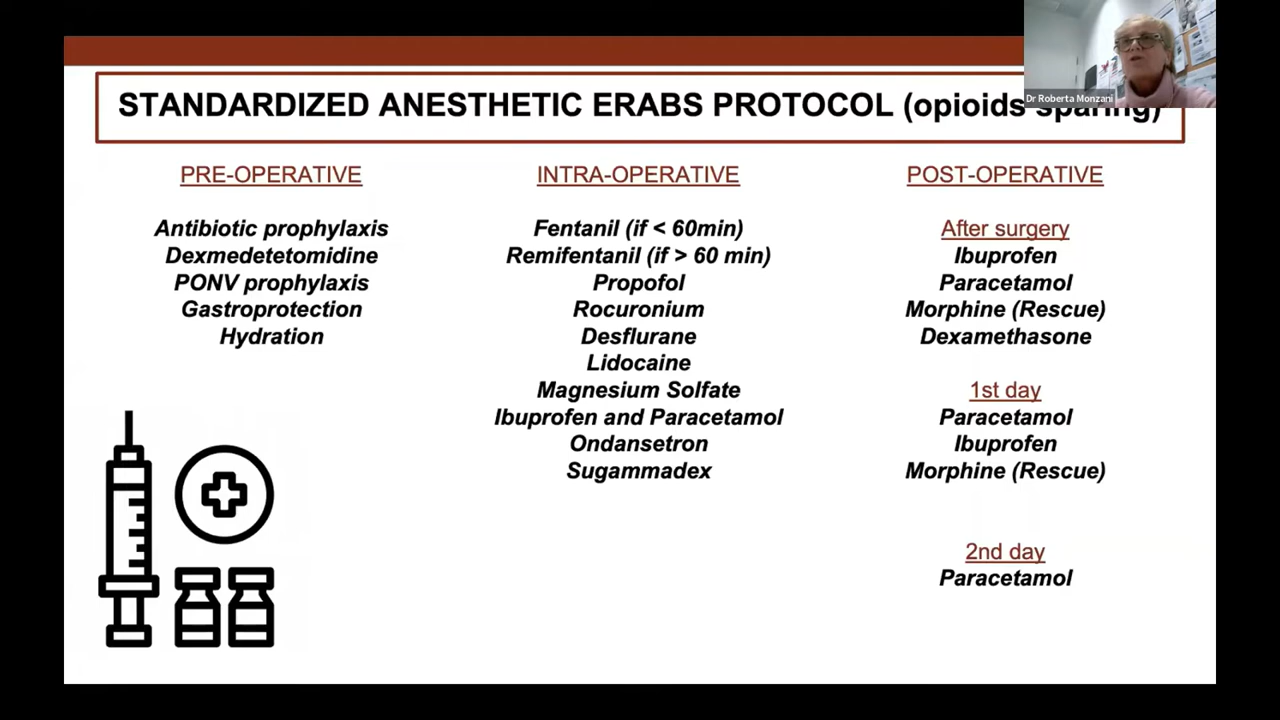 STANDARDIZED ANESTHETIC ERABS PROTOCOL (opioids sparing)
Dr Roberta Monzani
PRE-OPERATIVE
Antibiotic prophylaxis
Dexmedetetomidine
PONV prophylaxis
Gastroprotection
Hydration
INTRA-OPERATIVE
Fentanil (if < 60min)
Remifentanil (if > 60 min)
Propofol
Rocuronium
Desflurane
Lidocaine
Magnesium Solfate
Ibuprofen and Paracetamol
Ondansetron
Sugammadex
POST-OPERATIVE
After surgery
Ibuprofen
Paracetamol
Morphine (Rescue)
Dexamethasone
1st day
Paracetamol
Ibuprofen
Morphine (Rescue)
2nd day
Paracetamol